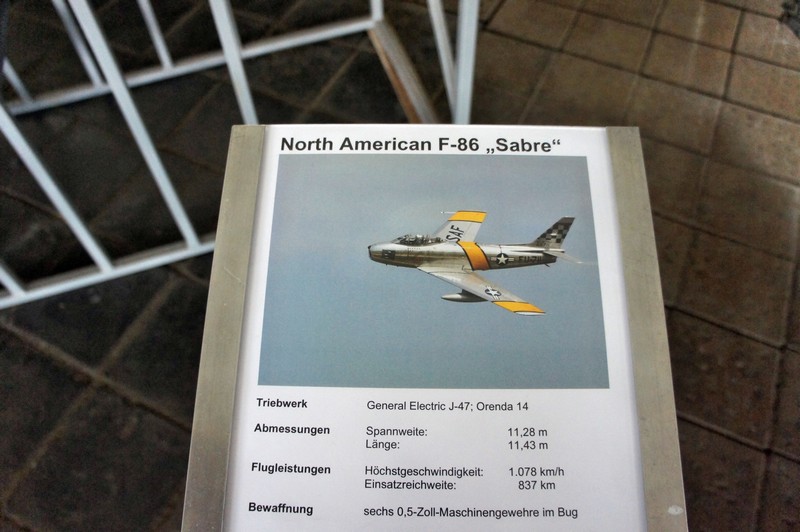 North American F-86 „Sabre“
SAF
Triebwerk General Electric J-47; Orenda 14
Abmessungen Spannweite: 11,28 m
Länge: 11,43 m
Flugleistungen Höchstgeschwindigkeit: 1.078 km/h
Einsatzreichweite: 837 km
Bewaffnung sechs 0,5-Zoll-Maschinengewehre im Bug